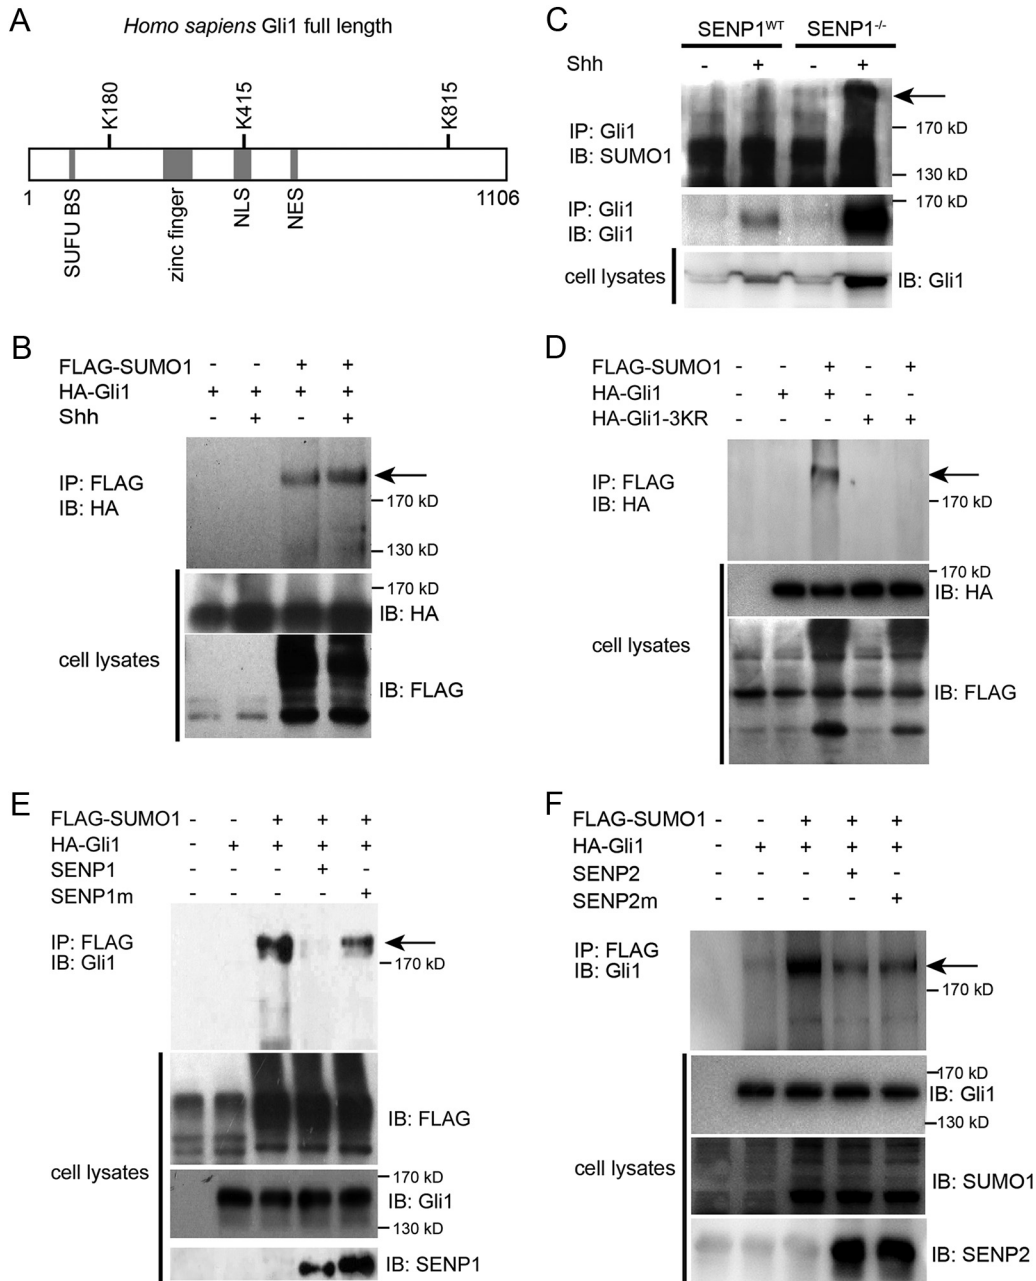 A
Homo sapiens Gli1 full length
K180
K415
K815
1
1106
SUFU BS
zinc finger
NLS
NES
C
SENP1WT
SENP1-/-
Shh - + - +
IP: Gli1
IB: SUMO1
170 kD
130 kD
IP: Gli1
IB: Gli1
170 kD
cell lysates
IB: Gli1
B
FLAG-SUMO1 - - + +
HA-Gli1 + + + +
Shh - + - +
IP: FLAG
IB: HA
170 kD
130 kD
170 kD
IB: HA
cell lysates
IB: FLAG
D
FLAG-SUMO1 - - + - +
HA-Gli1 - + + - -
HA-Gli1-3KR - - - + +
IP: FLAG
IB: HA
170 kD
170 kD
IB: HA
cell lysates
IB: FLAG
E
FLAG-SUMO1 - - + + +
HA-Gli1 - + + + +
SENP1 - - - + -
SENP1m - - - - +
IP: FLAG
IB: Gli1
170 kD
IB: FLAG
cell lysates
170 kD
IB: Gli1
130 kD
IB: SENP1
F
FLAG-SUMO1 - - + + +
HA-Gli1 - + + + +
SENP2 - - - + -
SENP2m - - - - +
IP: FLAG
IB: Gli1
170 kD
170 kD
IB: Gli1
130 kD
cell lysates
IB: SUMO1
IB: SENP2